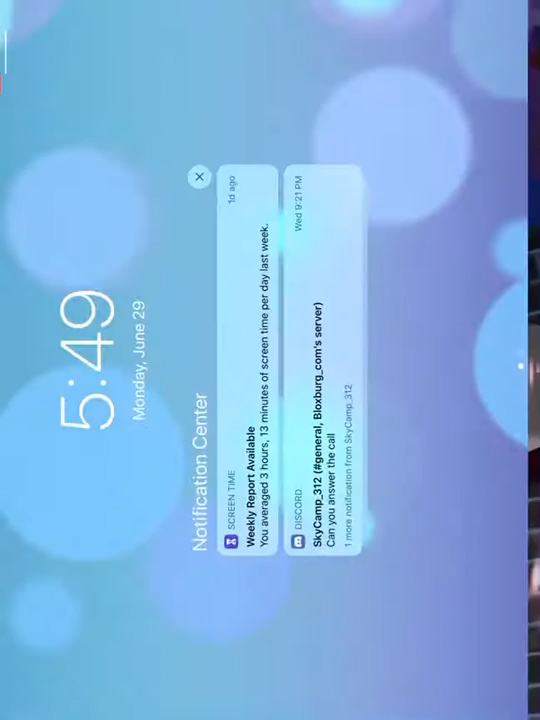 5:49
Monday, June 29
Notification Center
SCREEN TIME
1d ago
Weekly Report Available
You averaged 3 hours, 13 minutes of screen time per day last week.
DISCORD
Wed 9:21 PM
SkyCamp_312 (#general, Bloxburg_com's server)
Can you answer the call
1 more notification from SkyCamp_312